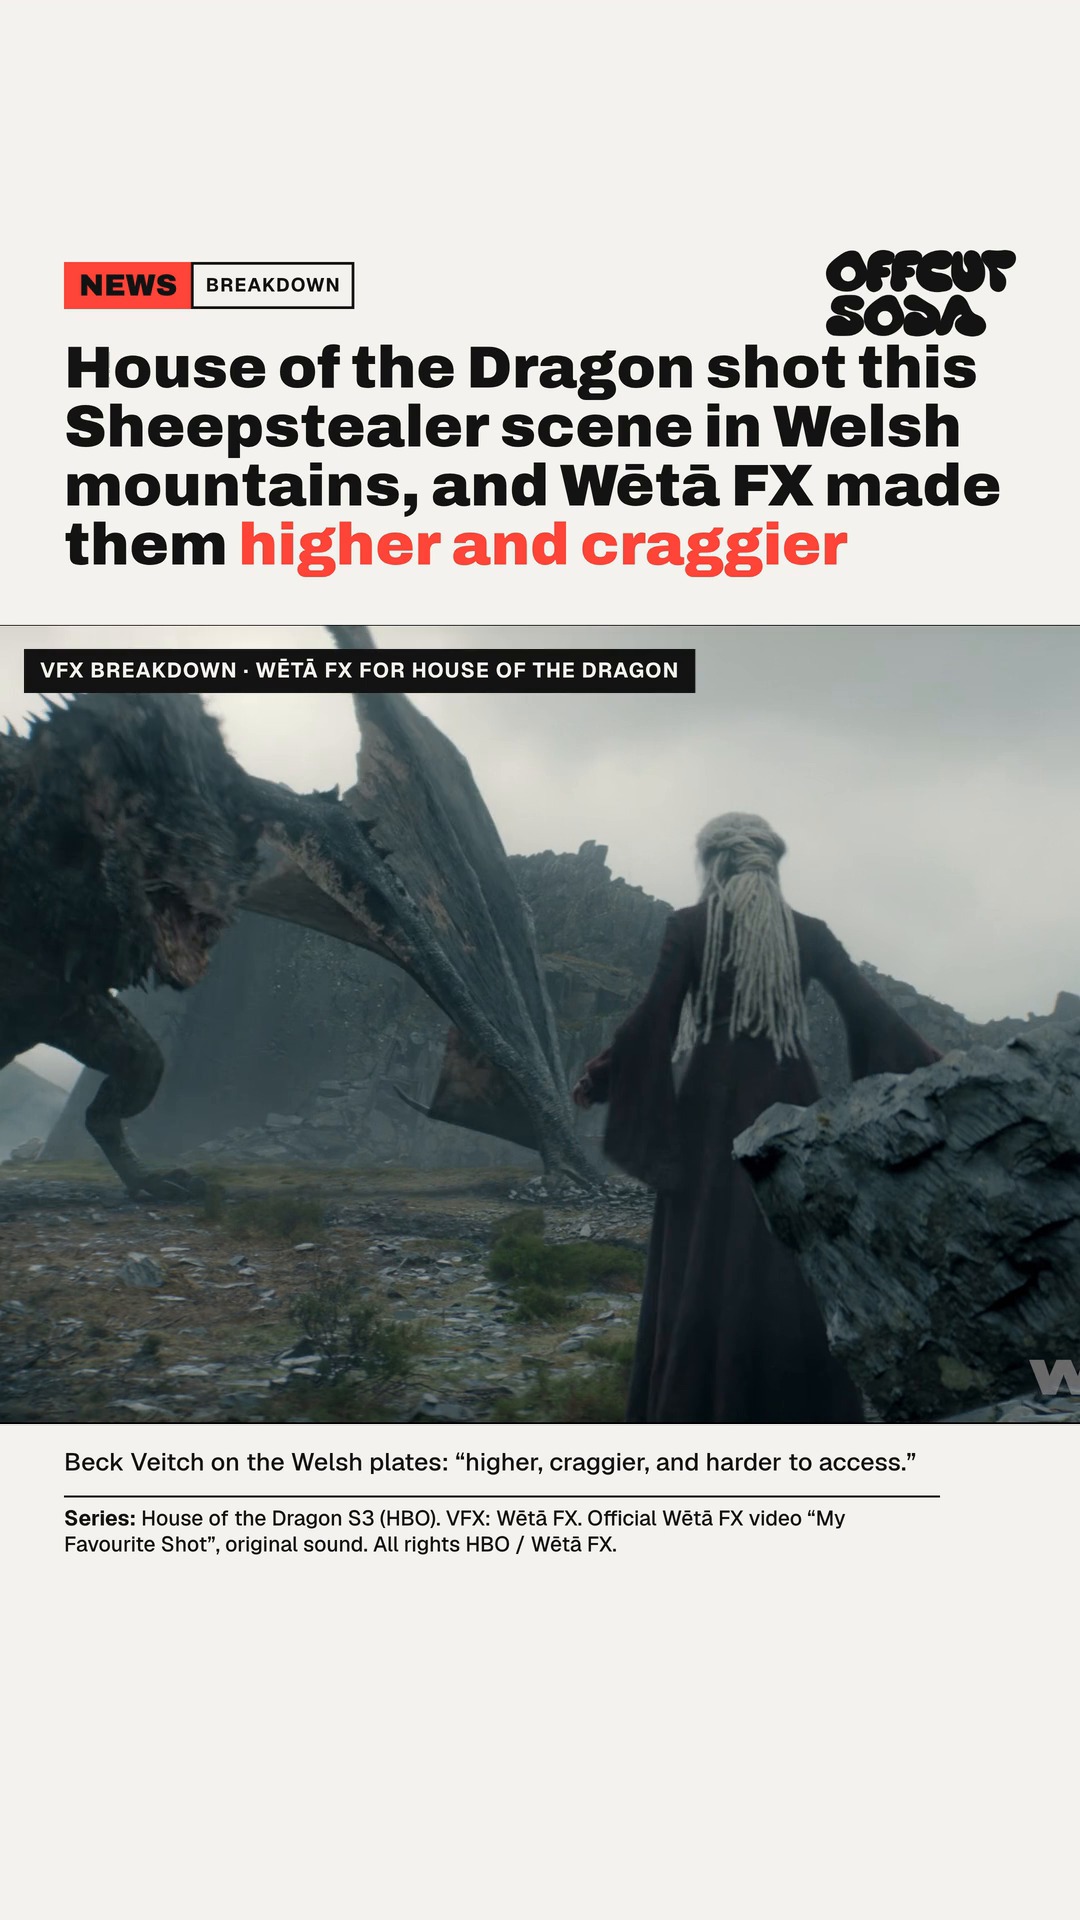 NEWS BREAKDOWN
OFFCUT
SODA
House of the Dragon shot this
Sheepstealer scene in Welsh
mountains, and Wētā FX made
them higher and craggier
VFX BREAKDOWN · WĒTĀ FX FOR HOUSE OF THE DRAGON
W
Beck Veitch on the Welsh plates: “higher, craggier, and harder to access.”
Series: House of the Dragon S3 (HBO). VFX: Wētā FX. Official Wētā FX video “My
Favourite Shot”, original sound. All rights HBO / Wētā FX.